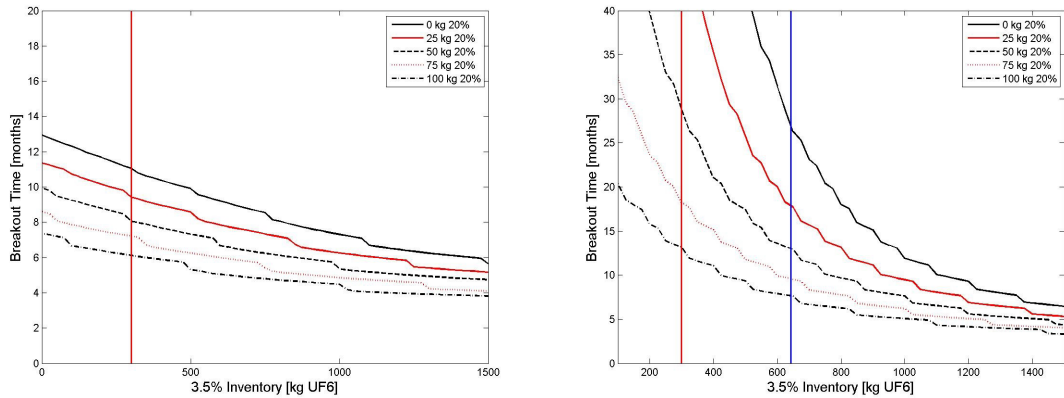 20
18
16
14
12
10
8
6
4
2
0
Breakout Time [months]
0 kg 20%
25 kg 20%
50 kg 20%
75 kg 20%
100 kg 20%
0 500 1000 1500
3.5% Inventory [kg UF6]
40
35
30
25
20
15
10
5
0
Breakout Time [months]
0 kg 20%
25 kg 20%
50 kg 20%
75 kg 20%
100 kg 20%
200 400 600 800 1000 1200 1400
3.5% Inventory [kg UF6]